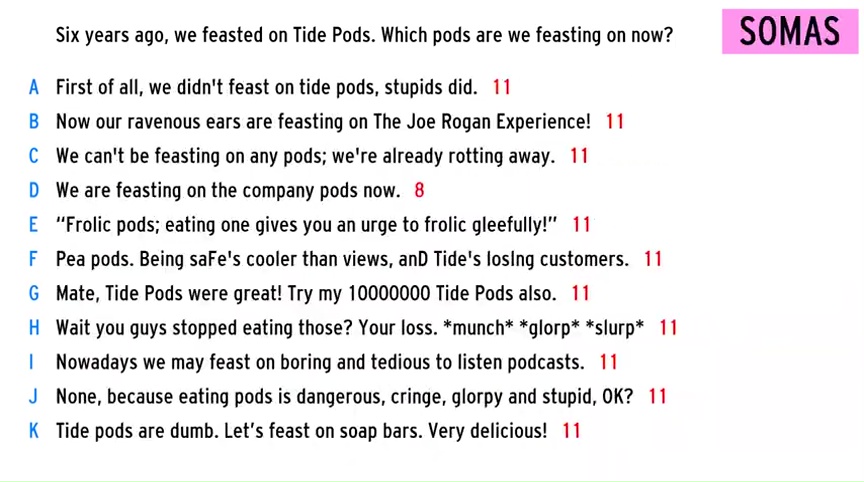 Six years ago, we feasted on Tide Pods. Which pods are we feasting on now?
SOMAS
A First of all, we didn't feast on tide pods, stupids did. 11
B Now our ravenous ears are feasting on The Joe Rogan Experience! 11
C We can't be feasting on any pods; we're already rotting away. 11
D We are feasting on the company pods now. 8
E “Frolic pods; eating one gives you an urge to frolic gleefully!” 11
F Pea pods. Being saFe's cooler than views, anD Tide's losIng customers. 11
G Mate, Tide Pods were great! Try my 10000000 Tide Pods also. 11
H Wait you guys stopped eating those? Your loss. *munch* *glorp* *slurp* 11
I Nowadays we may feast on boring and tedious to listen podcasts. 11
J None, because eating pods is dangerous, cringe, glorpy and stupid, OK? 11
K Tide pods are dumb. Let’s feast on soap bars. Very delicious! 11